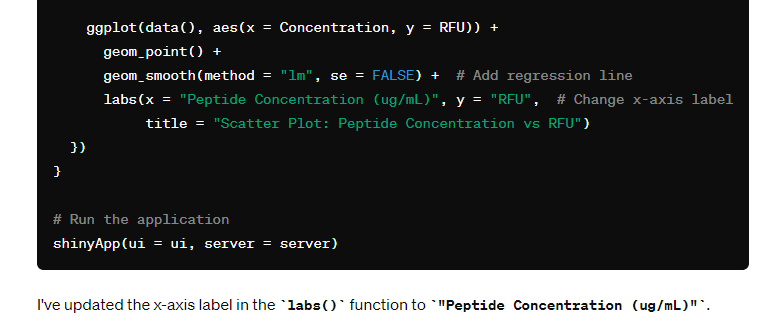 ggplot(data(), aes(x = Concentration, y = RFU)) +
geom_point() +
geom_smooth(method = "lm", se = FALSE) +  # Add regression line
labs(x = "Peptide Concentration (ug/mL)", y = "RFU",  # Change x-axis label
title = "Scatter Plot: Peptide Concentration vs RFU")
})
}
# Run the application
shinyApp(ui = ui, server = server)
I've updated the x-axis label in the `labs()` function to `"Peptide Concentration (ug/mL)"`.